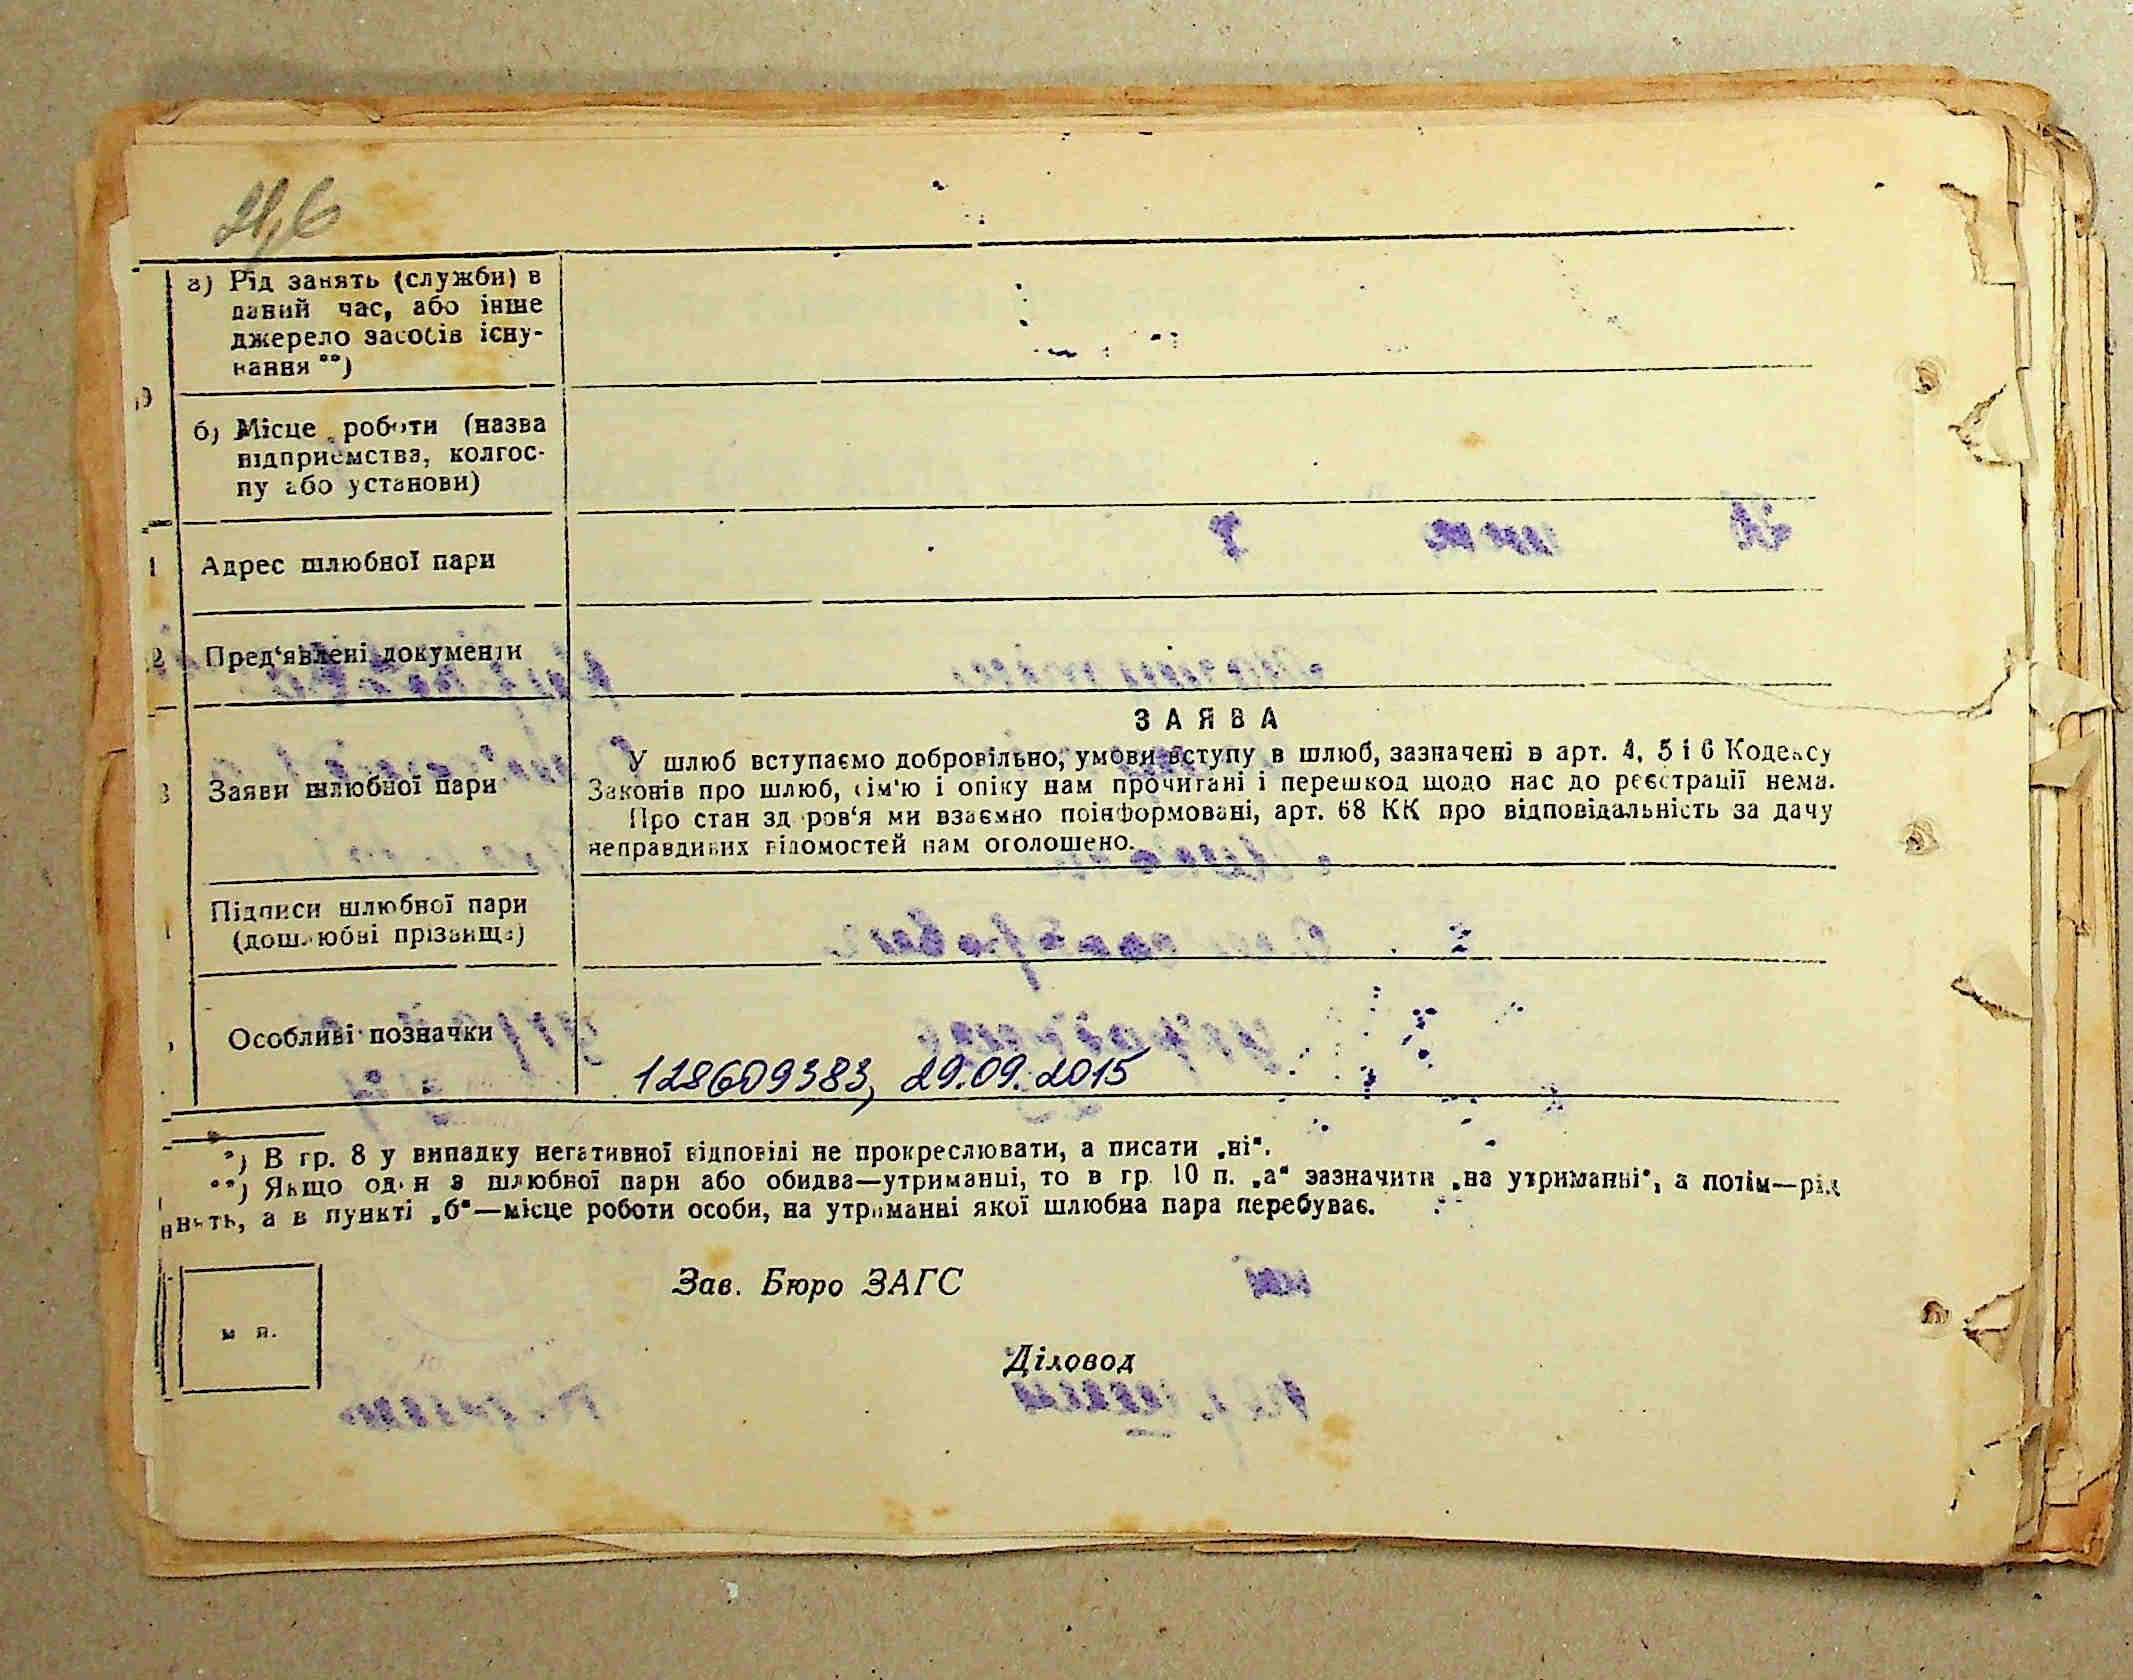 а) Рід занять (служби) в
даний час, або інше
джерело засобів існу-
вання **)
б) Місце роботи (назва
підприємства, колгос-
пу або установи)
1 Адрес шлюбної пари
2 Пред'явлені документи
ЗАЯВА
У шлюб вступаємо добровільно, умови вступу в шлюб, зазначені в арт. 4, 5 і 6 Кодексу
3 Заяви шлюбної пари
Законів про шлюб, сім'ю і опіку нам прочитані і перешкод щодо нас до реєстрації нема.
Про стан здоров'я ми взаємно поінформовані, арт. 68 КК про відповідальність за дачу
неправдивих відомостей нам оголошено.
Підписи шлюбної пари
(дошлюбні прізвища)
Особливі позначки
128609383, 29.09.2015
*) В гр. 8 у випадку негативної відповіді не прокреслювати, а писати „ні“.
**) Якщо один з шлюбної пари або обидва—утриманці, то в гр. 10 п. „а“ зазначити „на утриманні“, а потім—рід
нять, а в пункті „б“—місце роботи особи, на утриманні якої шлюбна пара перебуває.
Зав. Бюро ЗАГС
м п.
Діловод